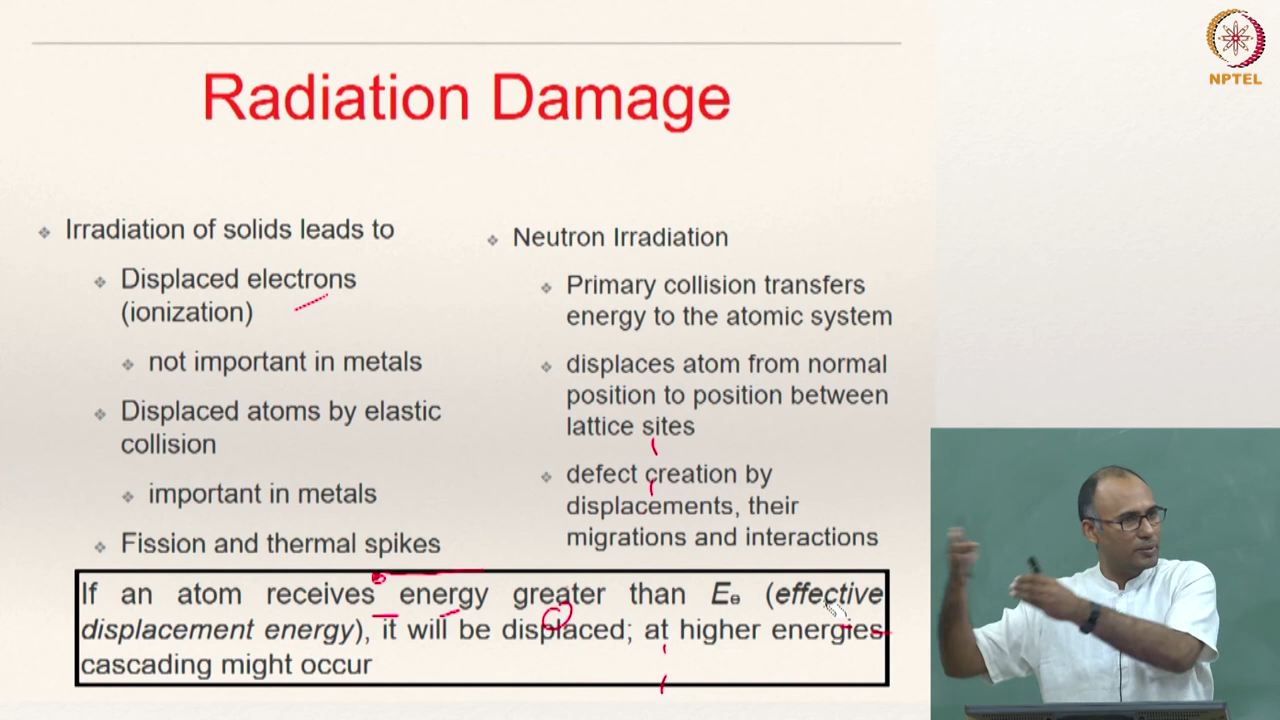 NPTEL
Radiation Damage
Irradiation of solids leads to
Displaced electrons
(ionization)
not important in metals
Displaced atoms by elastic
collision
important in metals
Fission and thermal spikes
Neutron Irradiation
Primary collision transfers
energy to the atomic system
displaces atom from normal
position to position between
lattice sites
defect creation by
displacements, their
migrations and interactions
If an atom receives energy greater than Eₑ (effective
displacement energy), it will be displaced; at higher energies
cascading might occur